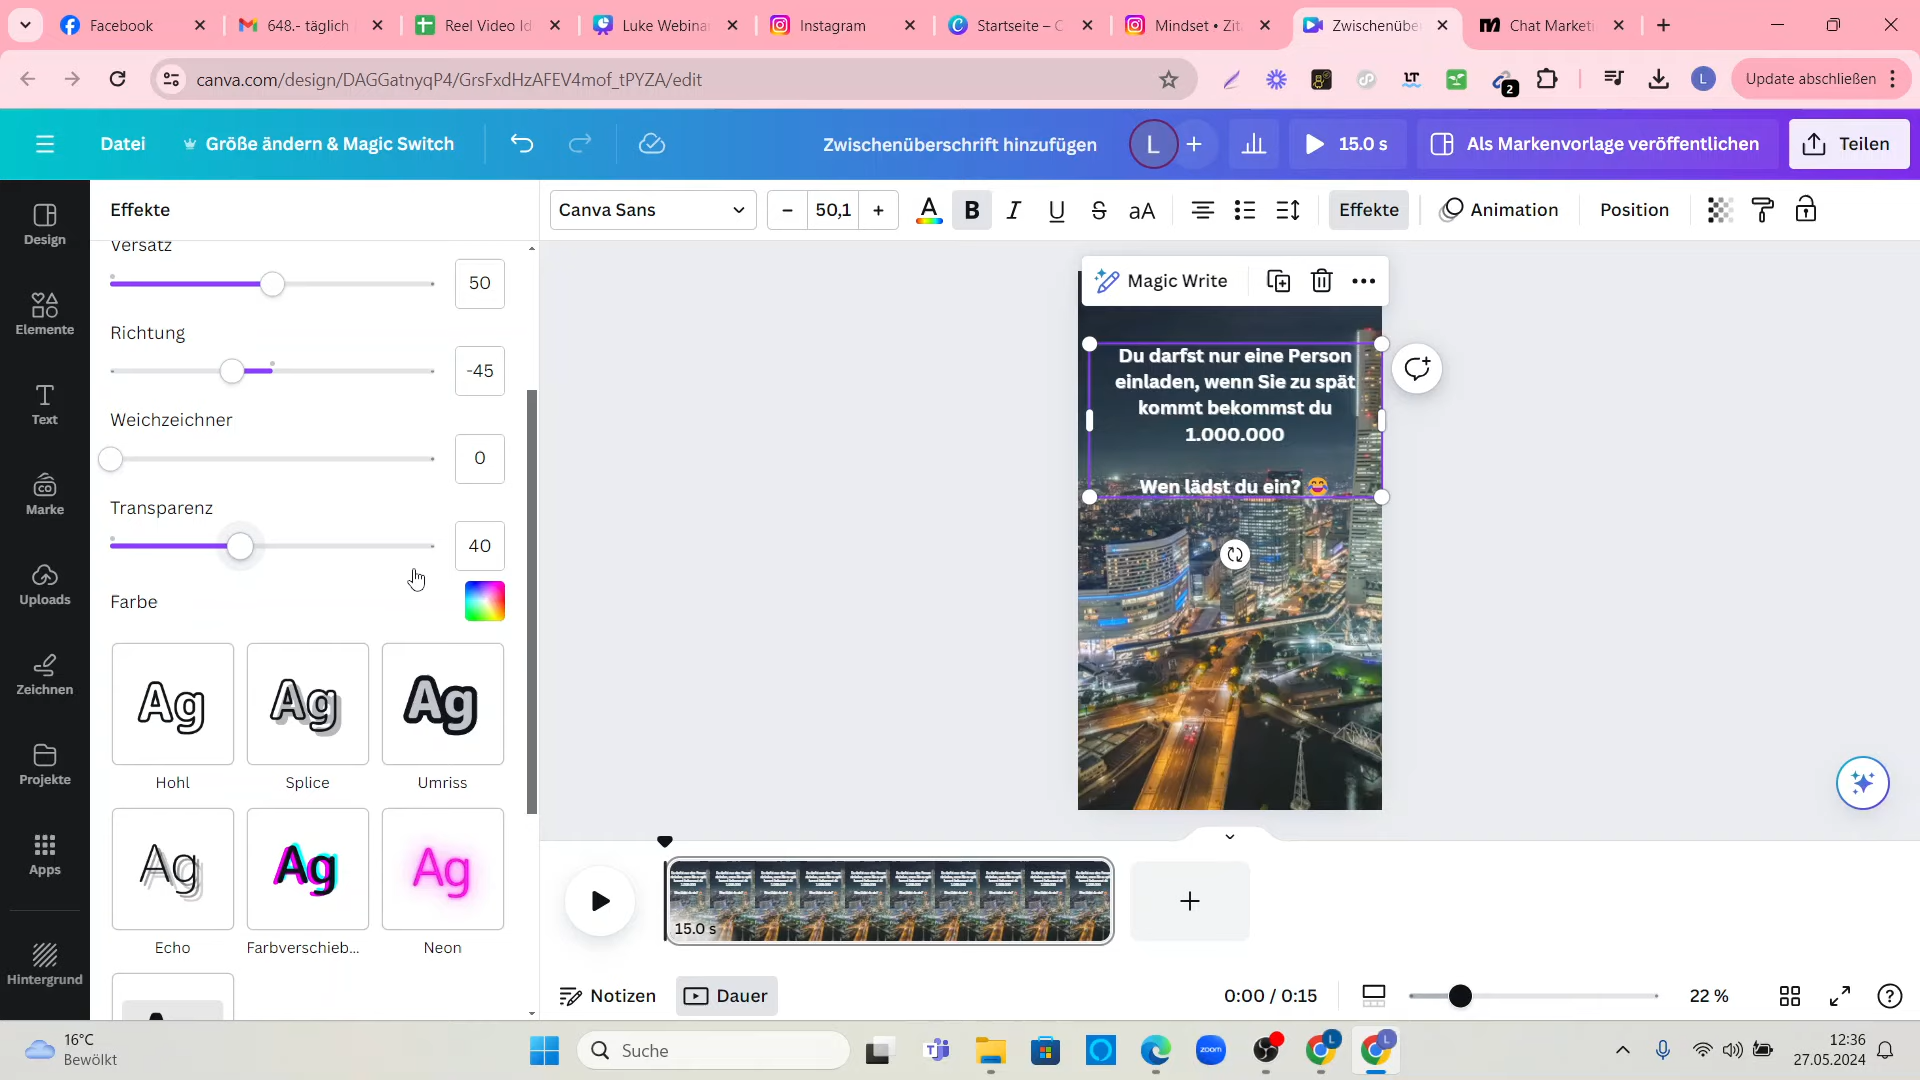 Facebook
648.- täglich
Reel Video Id
Luke Webina
Instagram
Startseite – C
Mindset • Zit
Zwischenübe
Chat Marketi
canva.com/design/DAGGatnyqP4/GrsFxdHzAFEV4mof_tPYZA/edit
LT
2
L
Update abschließen
Datei
Größe ändern & Magic Switch
Zwischenüberschrift hinzufügen
L
15.0 s
Als Markenvorlage veröffentlichen
Teilen
Design
Elemente
Text
Marke
Uploads
Zeichnen
Projekte
Apps
Hintergrund
Effekte
Versatz
50
Richtung
-45
Weichzeichner
0
Transparenz
40
Farbe
Ag
Ag
Ag
Hohl
Splice
Umriss
Ag
Ag
Ag
Echo
Farbverschieb...
Neon
Canva Sans
50,1
A
B
I
U
S
aA
Effekte
Animation
Position
Magic Write
Du darfst nur eine Person
einladen, wenn Sie zu spät
kommt bekommst du
1.000.000
Wen lädst du ein? 😂
15.0 s
Notizen
Dauer
0:00 / 0:15
22 %
16°C
Bewölkt
Suche
zoom
12:36
27.05.2024